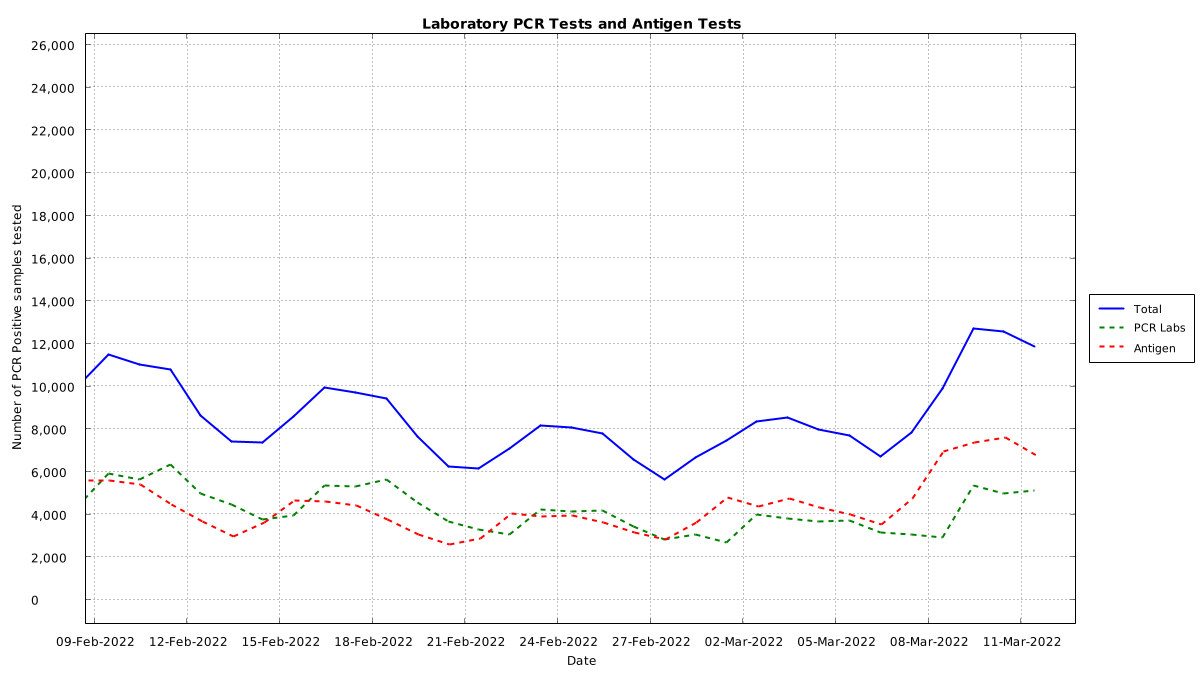 Laboratory PCR Tests and Antigen Tests
26,000
24,000
22,000
20,000
18,000
16,000
14,000
12,000
10,000
8,000
6,000
4,000
2,000
0
Number of PCR Positive samples tested
09-Feb-2022 12-Feb-2022 15-Feb-2022 18-Feb-2022 21-Feb-2022 24-Feb-2022 27-Feb-2022 02-Mar-2022 05-Mar-2022 08-Mar-2022 11-Mar-2022
Date
Total
PCR Labs
Antigen